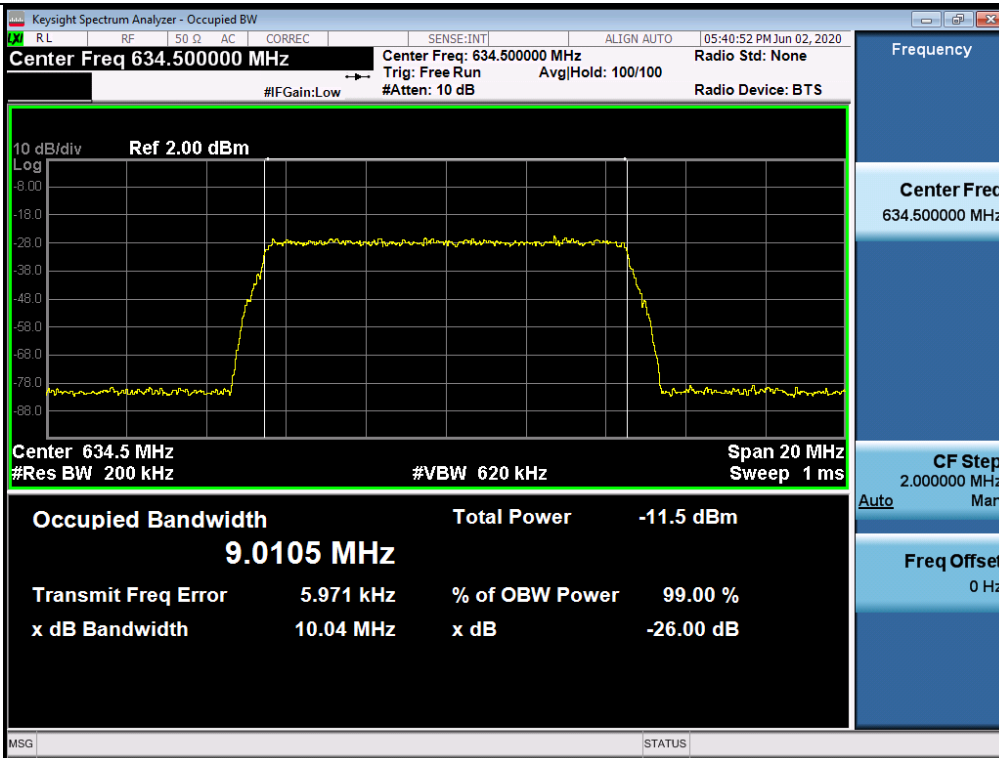 Keysight Spectrum Analyzer - Occupied BW
LXI RL RF 50 Ω AC CORREC SENSE:INT ALIGN AUTO 05:40:52 PM Jun 02, 2020
Center Freq 634.500000 MHz
Center Freq: 634.500000 MHz
Radio Std: None
Trig: Free Run Avg|Hold: 100/100
#IFGain:Low
#Atten: 10 dB
Radio Device: BTS
10 dB/div Ref 2.00 dBm
Log
-8.00
-18.0
-28.0
-38.0
-48.0
-58.0
-68.0
-78.0
-88.0
Center 634.5 MHz Span 20 MHz
#Res BW 200 kHz #VBW 620 kHz Sweep 1 ms
Occupied Bandwidth Total Power -11.5 dBm
9.0105 MHz
Transmit Freq Error 5.971 kHz % of OBW Power 99.00 %
x dB Bandwidth 10.04 MHz x dB -26.00 dB
MSG STATUS
Frequency
Center Freq
634.500000 MHz
CF Step
2.000000 MHz
Auto Man
Freq Offset
0 Hz